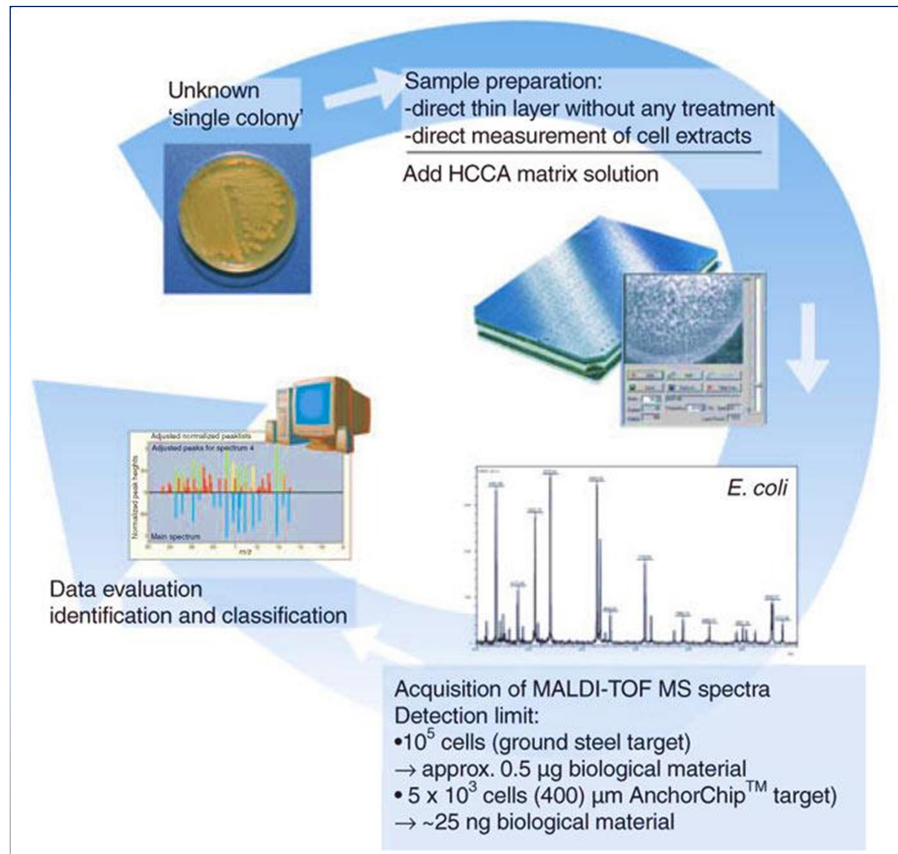 Unknown
'single colony'
Sample preparation:
-direct thin layer without any treatment
-direct measurement of cell extracts
Add HCCA matrix solution
E. coli
Acquisition of MALDI-TOF MS spectra
Detection limit:
•10⁵ cells (ground steel target)
→ approx. 0.5 µg biological material
• 5 x 10³ cells (400) µm AnchorChip™ target)
→ ~25 ng biological material
Adjusted normalized peaklists
Adjusted peaks for spectrum 4
Normalized peak heights
Main spectrum
m/z
Data evaluation
identification and classification